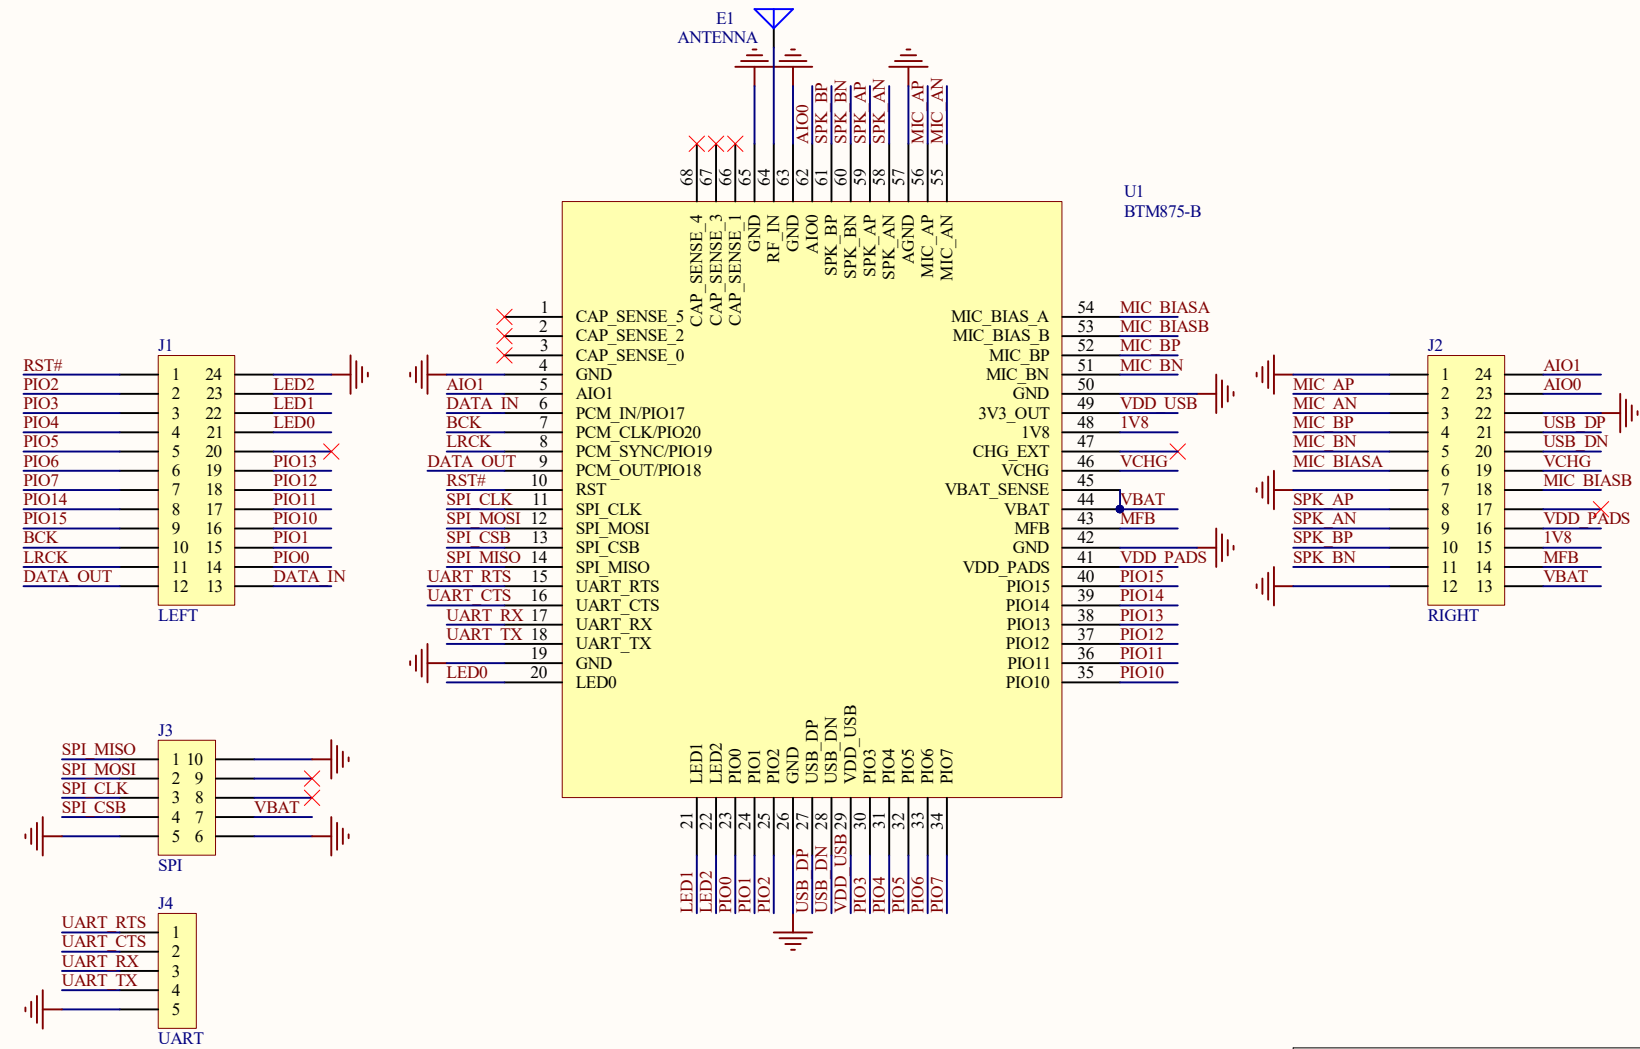 E1
ANTENNA
AIO0
SPK_BP
SPK_BN
SPK_AP
SPK_AN
MIC_AP
MIC_AN
68 67 66 65 64 63 62 61 60 59 58 57 56 55
U1
BTM875-B
CAP_SENSE_4
CAP_SENSE_3
CAP_SENSE_1
GND
RF_IN
GND
AIO0
SPK_BP
SPK_BN
SPK_AP
SPK_AN
AGND
MIC_AP
MIC_AN
1 CAP_SENSE_5
2 CAP_SENSE_2
3 CAP_SENSE_0
4 GND
AIO1 5 AIO1
DATA_IN 6 PCM_IN/PIO17
BCK 7 PCM_CLK/PIO20
LRCK 8 PCM_SYNC/PIO19
DATA_OUT 9 PCM_OUT/PIO18
RST# 10 RST
SPI_CLK 11 SPI_CLK
SPI_MOSI 12 SPI_MOSI
SPI_CSB 13 SPI_CSB
SPI_MISO 14 SPI_MISO
UART_RTS 15 UART_RTS
UART_CTS 16 UART_CTS
UART_RX 17 UART_RX
UART_TX 18 UART_TX
19 GND
LED0 20 LED0
MIC_BIAS_A 54 MIC_BIASA
MIC_BIAS_B 53 MIC_BIASB
MIC_BP 52 MIC_BP
MIC_BN 51 MIC_BN
GND 50
3V3_OUT 49 VDD_USB
1V8 48 1V8
CHG_EXT 47
VCHG 46 VCHG
VBAT_SENSE 45
VBAT 44 VBAT
MFB 43 MFB
GND 42
VDD_PADS 41 VDD_PADS
PIO15 40 PIO15
PIO14 39 PIO14
PIO13 38 PIO13
PIO12 37 PIO12
PIO11 36 PIO11
PIO10 35 PIO10
LED1
LED2
PIO0
PIO1
PIO2
GND
USB_DP
USB_DN
VDD_USB
PIO3
PIO4
PIO5
PIO6
PIO7
21 22 23 24 25 26 27 28 29 30 31 32 33 34
LED1
LED2
PIO0
PIO1
PIO2
USB_DP
USB_DN
VDD_USB
PIO3
PIO4
PIO5
PIO6
PIO7
J1
RST# 1 24
PIO2 2 23 LED2
PIO3 3 22 LED1
PIO4 4 21 LED0
PIO5 5 20
PIO6 6 19 PIO13
PIO7 7 18 PIO12
PIO14 8 17 PIO11
PIO15 9 16 PIO10
BCK 10 15 PIO1
LRCK 11 14 PIO0
DATA_OUT 12 13 DATA_IN
LEFT
J2
1 24 AIO1
MIC_AP 2 23 AIO0
MIC_AN 3 22
MIC_BP 4 21 USB_DP
MIC_BN 5 20 USB_DN
MIC_BIASA 6 19 VCHG
7 18 MIC_BIASB
SPK_AP 8 17
SPK_AN 9 16 VDD_PADS
SPK_BP 10 15 1V8
SPK_BN 11 14 MFB
12 13 VBAT
RIGHT
J3
SPI_MISO 1 10
SPI_MOSI 2 9
SPI_CLK 3 8
SPI_CSB 4 7 VBAT
5 6
SPI
J4
UART_RTS 1
UART_CTS 2
UART_RX 3
UART_TX 4
5
UART